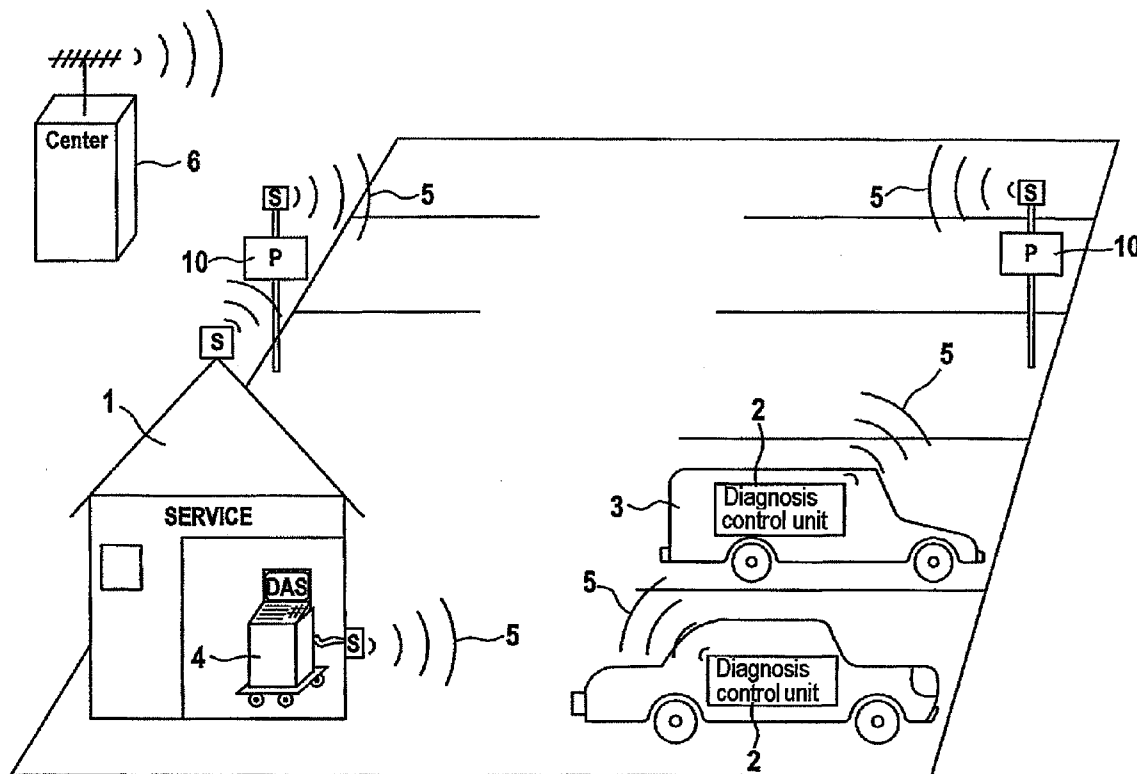 Center
6
S
5
5
S
10
P
P
10
S
5
1
2
3
Diagnosis
control unit
SERVICE
DAS
5
S
5
4
Diagnosis
control unit
2